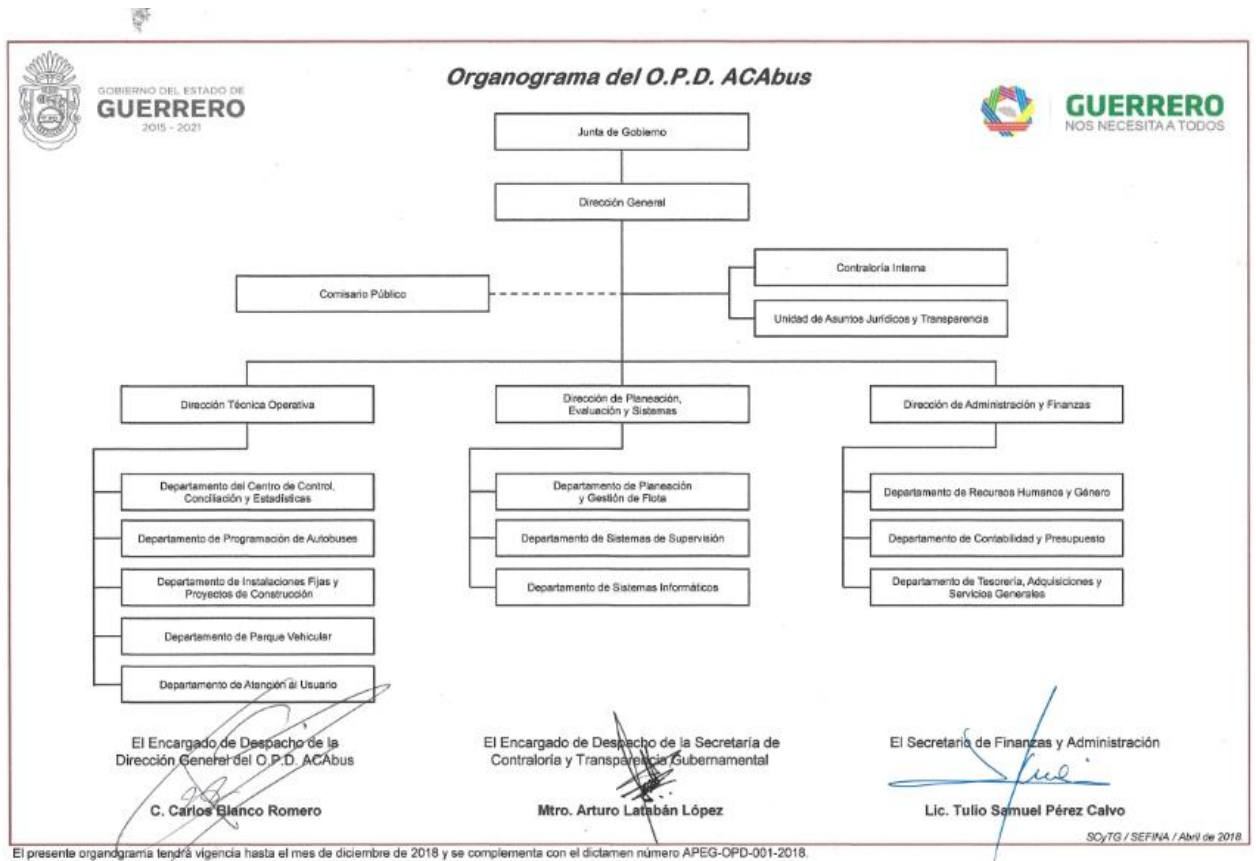 GOBIERNO DEL ESTADO DE
GUERRERO
2015 - 2021
Organograma del O.P.D. ACAbus
GUERRERO
NOS NECESITA A TODOS
Junta de Gobierno
Dirección General
Contraloría Interna
Comisario Público
Unidad de Asuntos Jurídicos y Transparencia
Dirección Técnica Operativa
Dirección de Planeación,
Evaluación y Sistemas
Dirección de Administración y Finanzas
Departamento del Centro de Control,
Conciliación y Estadísticas
Departamento de Programación de Autobuses
Departamento de Instalaciones Fijas y
Proyectos de Construcción
Departamento de Parque Vehicular
Departamento de Atención al Usuario
Departamento de Planeación
y Gestión de Flota
Departamento de Sistemas de Supervisión
Departamento de Sistemas Informáticos
Departamento de Recursos Humanos y Género
Departamento de Contabilidad y Presupuesto
Departamento de Tesorería, Adquisiciones y
Servicios Generales
El Encargado de Despacho de la
Dirección General del O.P.D. ACAbus
C. Carlos Blanco Romero
El Encargado de Despacho de la Secretaría de
Contraloría y Transparencia Gubernamental
Mtro. Arturo Latabán López
El Secretario de Finanzas y Administración
Lic. Tulio Samuel Pérez Calvo
SCyTG / SEFINA / Abril de 2018.
El presente organograma tendrá vigencia hasta el mes de diciembre de 2018 y se complementa con el dictamen número APEG-OPD-001-2018.